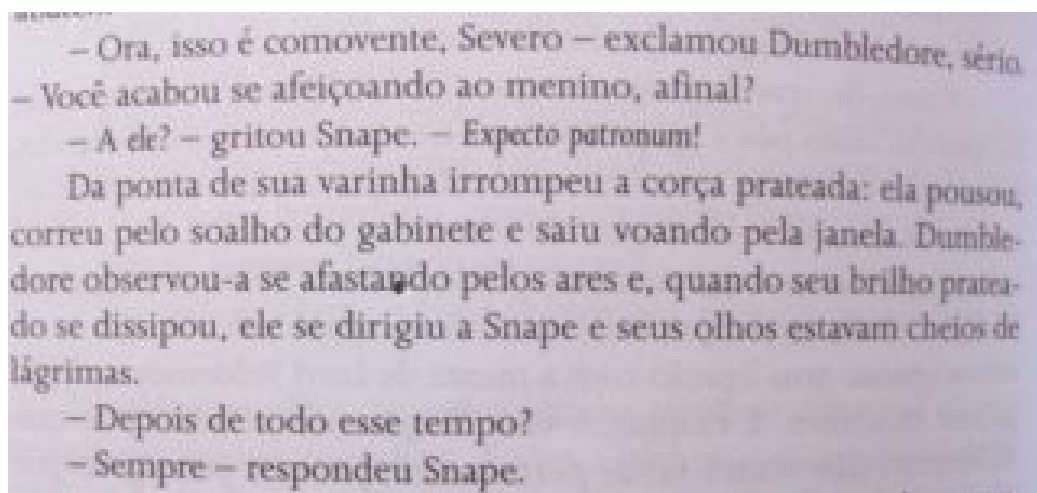 – Ora, isso é comovente, Severo – exclamou Dumbledore, sério.
– Você acabou se afeiçoando ao menino, afinal?
– A ele? – gritou Snape. – Expecto patronum!
Da ponta de sua varinha irrompeu a corça prateada: ela pousou,
correu pelo soalho do gabinete e saiu voando pela janela. Dumble-
dore observou-a se afastando pelos ares e, quando seu brilho pratea-
do se dissipou, ele se dirigiu a Snape e seus olhos estavam cheios de
lágrimas.
– Depois de todo esse tempo?
– Sempre – respondeu Snape.